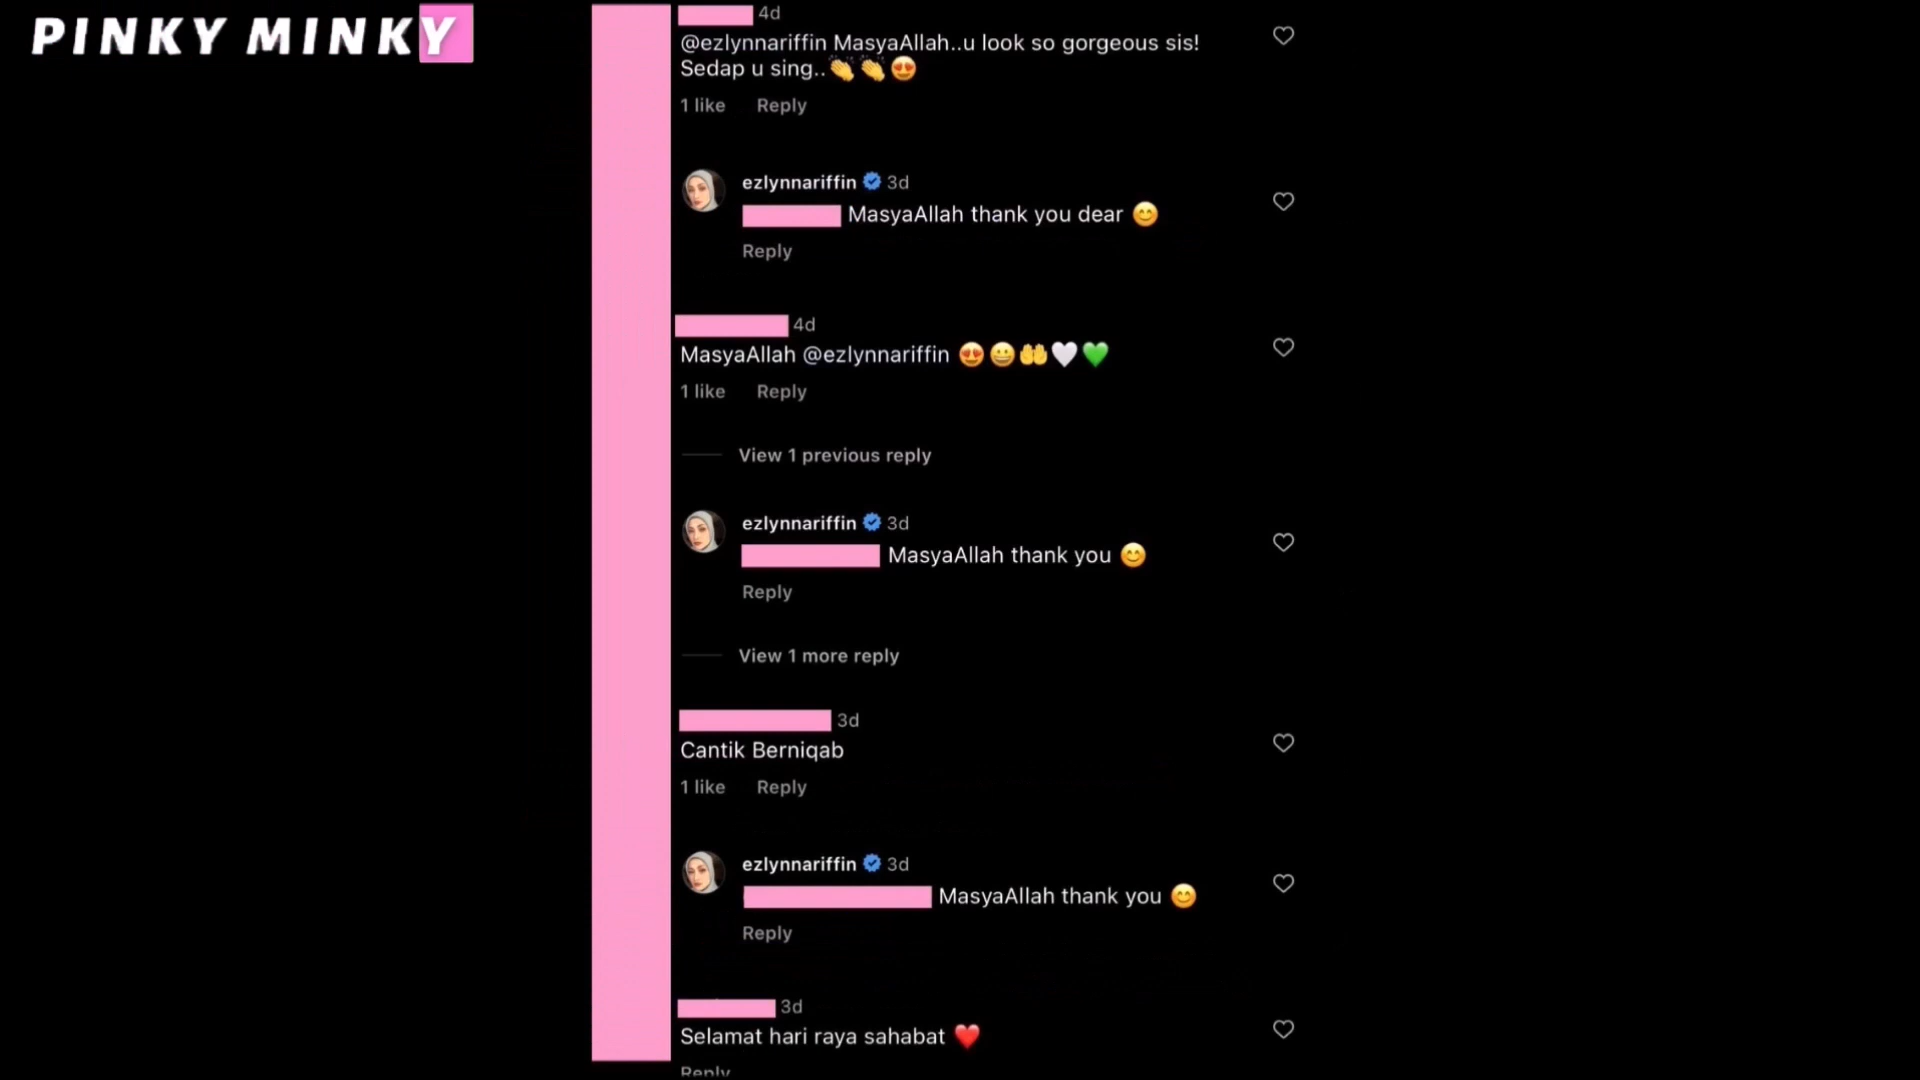 PINKY MINKY
4d
@ezlynnariffin MasyaAllah..u look so gorgeous sis!
Sedap u sing..👏👏😍
1 like Reply
ezlynnariffin 3d
MasyaAllah thank you dear 😊
Reply
4d
MasyaAllah @ezlynnariffin 😍😀🤲🤍💚
1 like Reply
View 1 previous reply
ezlynnariffin 3d
MasyaAllah thank you 😊
Reply
View 1 more reply
3d
Cantik Berniqab
1 like Reply
ezlynnariffin 3d
MasyaAllah thank you 😊
Reply
3d
Selamat hari raya sahabat ❤️
Reply